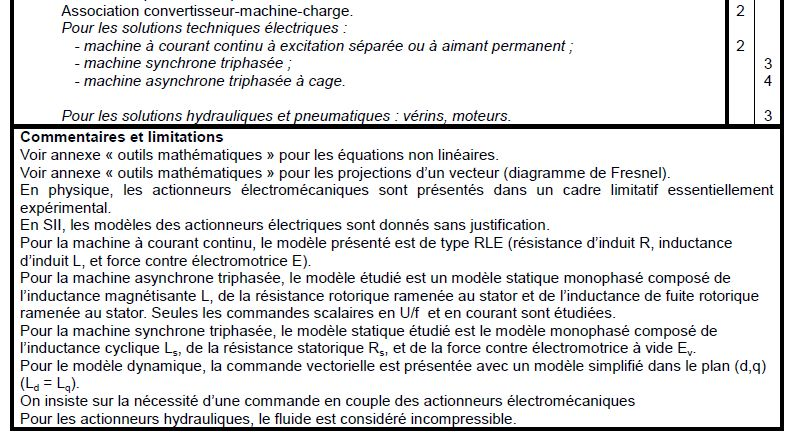 Association convertisseur-machine-charge. 2
Pour les solutions techniques électriques :
- machine à courant continu à excitation séparée ou à aimant permanent ; 2
- machine synchrone triphasée ; 3
- machine asynchrone triphasée à cage. 4
Pour les solutions hydrauliques et pneumatiques : vérins, moteurs. 3
Commentaires et limitations
Voir annexe « outils mathématiques » pour les équations non linéaires.
Voir annexe « outils mathématiques » pour les projections d'un vecteur (diagramme de Fresnel).
En physique, les actionneurs électromécaniques sont présentés dans un cadre limitatif essentiellement
expérimental.
En SII, les modèles des actionneurs électriques sont donnés sans justification.
Pour la machine à courant continu, le modèle présenté est de type RLE (résistance d'induit R, inductance
d'induit L, et force contre électromotrice E).
Pour la machine asynchrone triphasée, le modèle étudié est un modèle statique monophasé composé de
l'inductance magnétisante L, de la résistance rotorique ramenée au stator et de l'inductance de fuite rotorique
ramenée au stator. Seules les commandes scalaires en U/f et en courant sont étudiées.
Pour la machine synchrone triphasée, le modèle statique étudié est le modèle monophasé composé de
l'inductance cyclique Ls, de la résistance statorique Rs, et de la force contre électromotrice à vide Ev.
Pour le modèle dynamique, la commande vectorielle est présentée avec un modèle simplifié dans le plan (d,q)
(Ld = Lq).
On insiste sur la nécessité d'une commande en couple des actionneurs électromécaniques
Pour les actionneurs hydrauliques, le fluide est considéré incompressible.